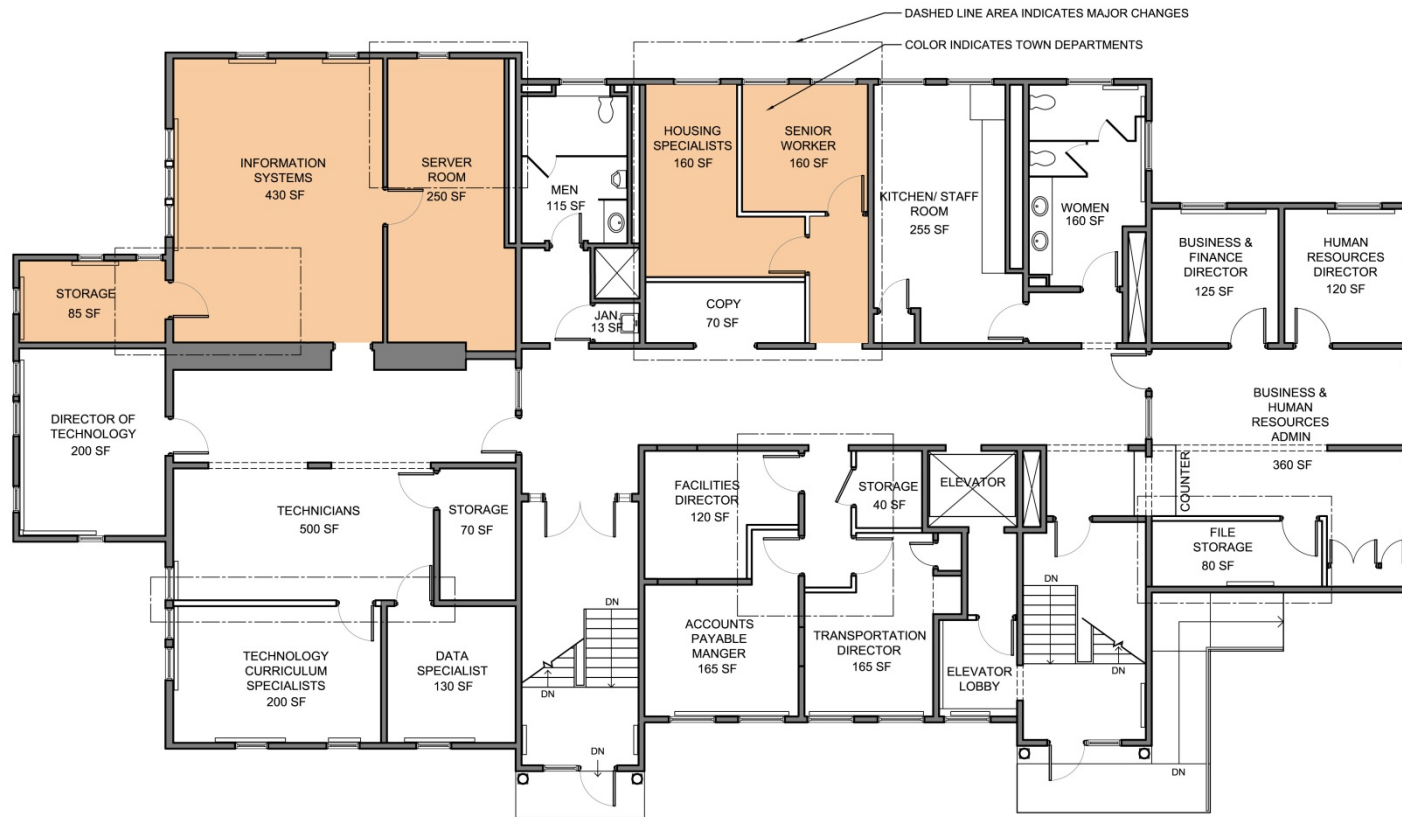 DASHED LINE AREA INDICATES MAJOR CHANGES
COLOR INDICATES TOWN DEPARTMENTS
INFORMATION
SYSTEMS
430 SF
SERVER
ROOM
250 SF
MEN
115 SF
HOUSING
SPECIALISTS
160 SF
SENIOR
WORKER
160 SF
KITCHEN/ STAFF
ROOM
255 SF
WOMEN
160 SF
BUSINESS &
FINANCE
DIRECTOR
125 SF
HUMAN
RESOURCES
DIRECTOR
120 SF
STORAGE
85 SF
JAN.
13 SF
COPY
70 SF
DIRECTOR OF
TECHNOLOGY
200 SF
BUSINESS &
HUMAN
RESOURCES
ADMIN
360 SF
COUNTER
TECHNICIANS
500 SF
STORAGE
70 SF
FACILITIES
DIRECTOR
120 SF
STORAGE
40 SF
ELEVATOR
FILE
STORAGE
80 SF
TECHNOLOGY
CURRICULUM
SPECIALISTS
200 SF
DATA
SPECIALIST
130 SF
DN
DN
DN
ACCOUNTS
PAYABLE
MANGER
165 SF
TRANSPORTATION
DIRECTOR
165 SF
ELEVATOR
LOBBY
DN
DN
DN